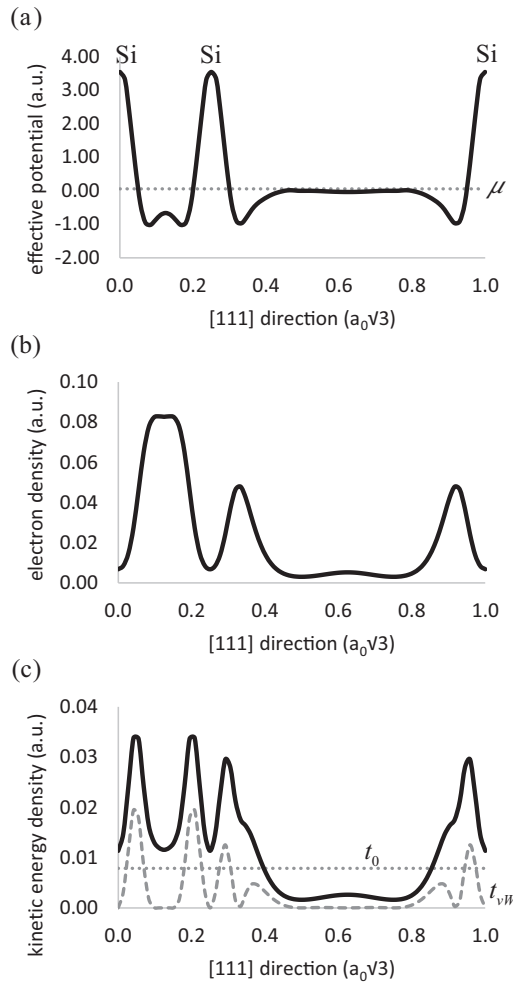 (a)
Si Si Si
4.00
3.00
2.00
1.00
0.00
-1.00
-2.00
effective potential (a.u.)
μ
0.0 0.2 0.4 0.6 0.8 1.0
[111] direction (a₀√3)
(b)
0.10
0.08
0.06
0.04
0.02
0.00
electron density (a.u.)
0.0 0.2 0.4 0.6 0.8 1.0
[111] direction (a₀√3)
(c)
0.04
0.03
0.02
0.01
0.00
kinetic energy density (a.u.)
t₀
t_vW
0.0 0.2 0.4 0.6 0.8 1.0
[111] direction (a₀√3)